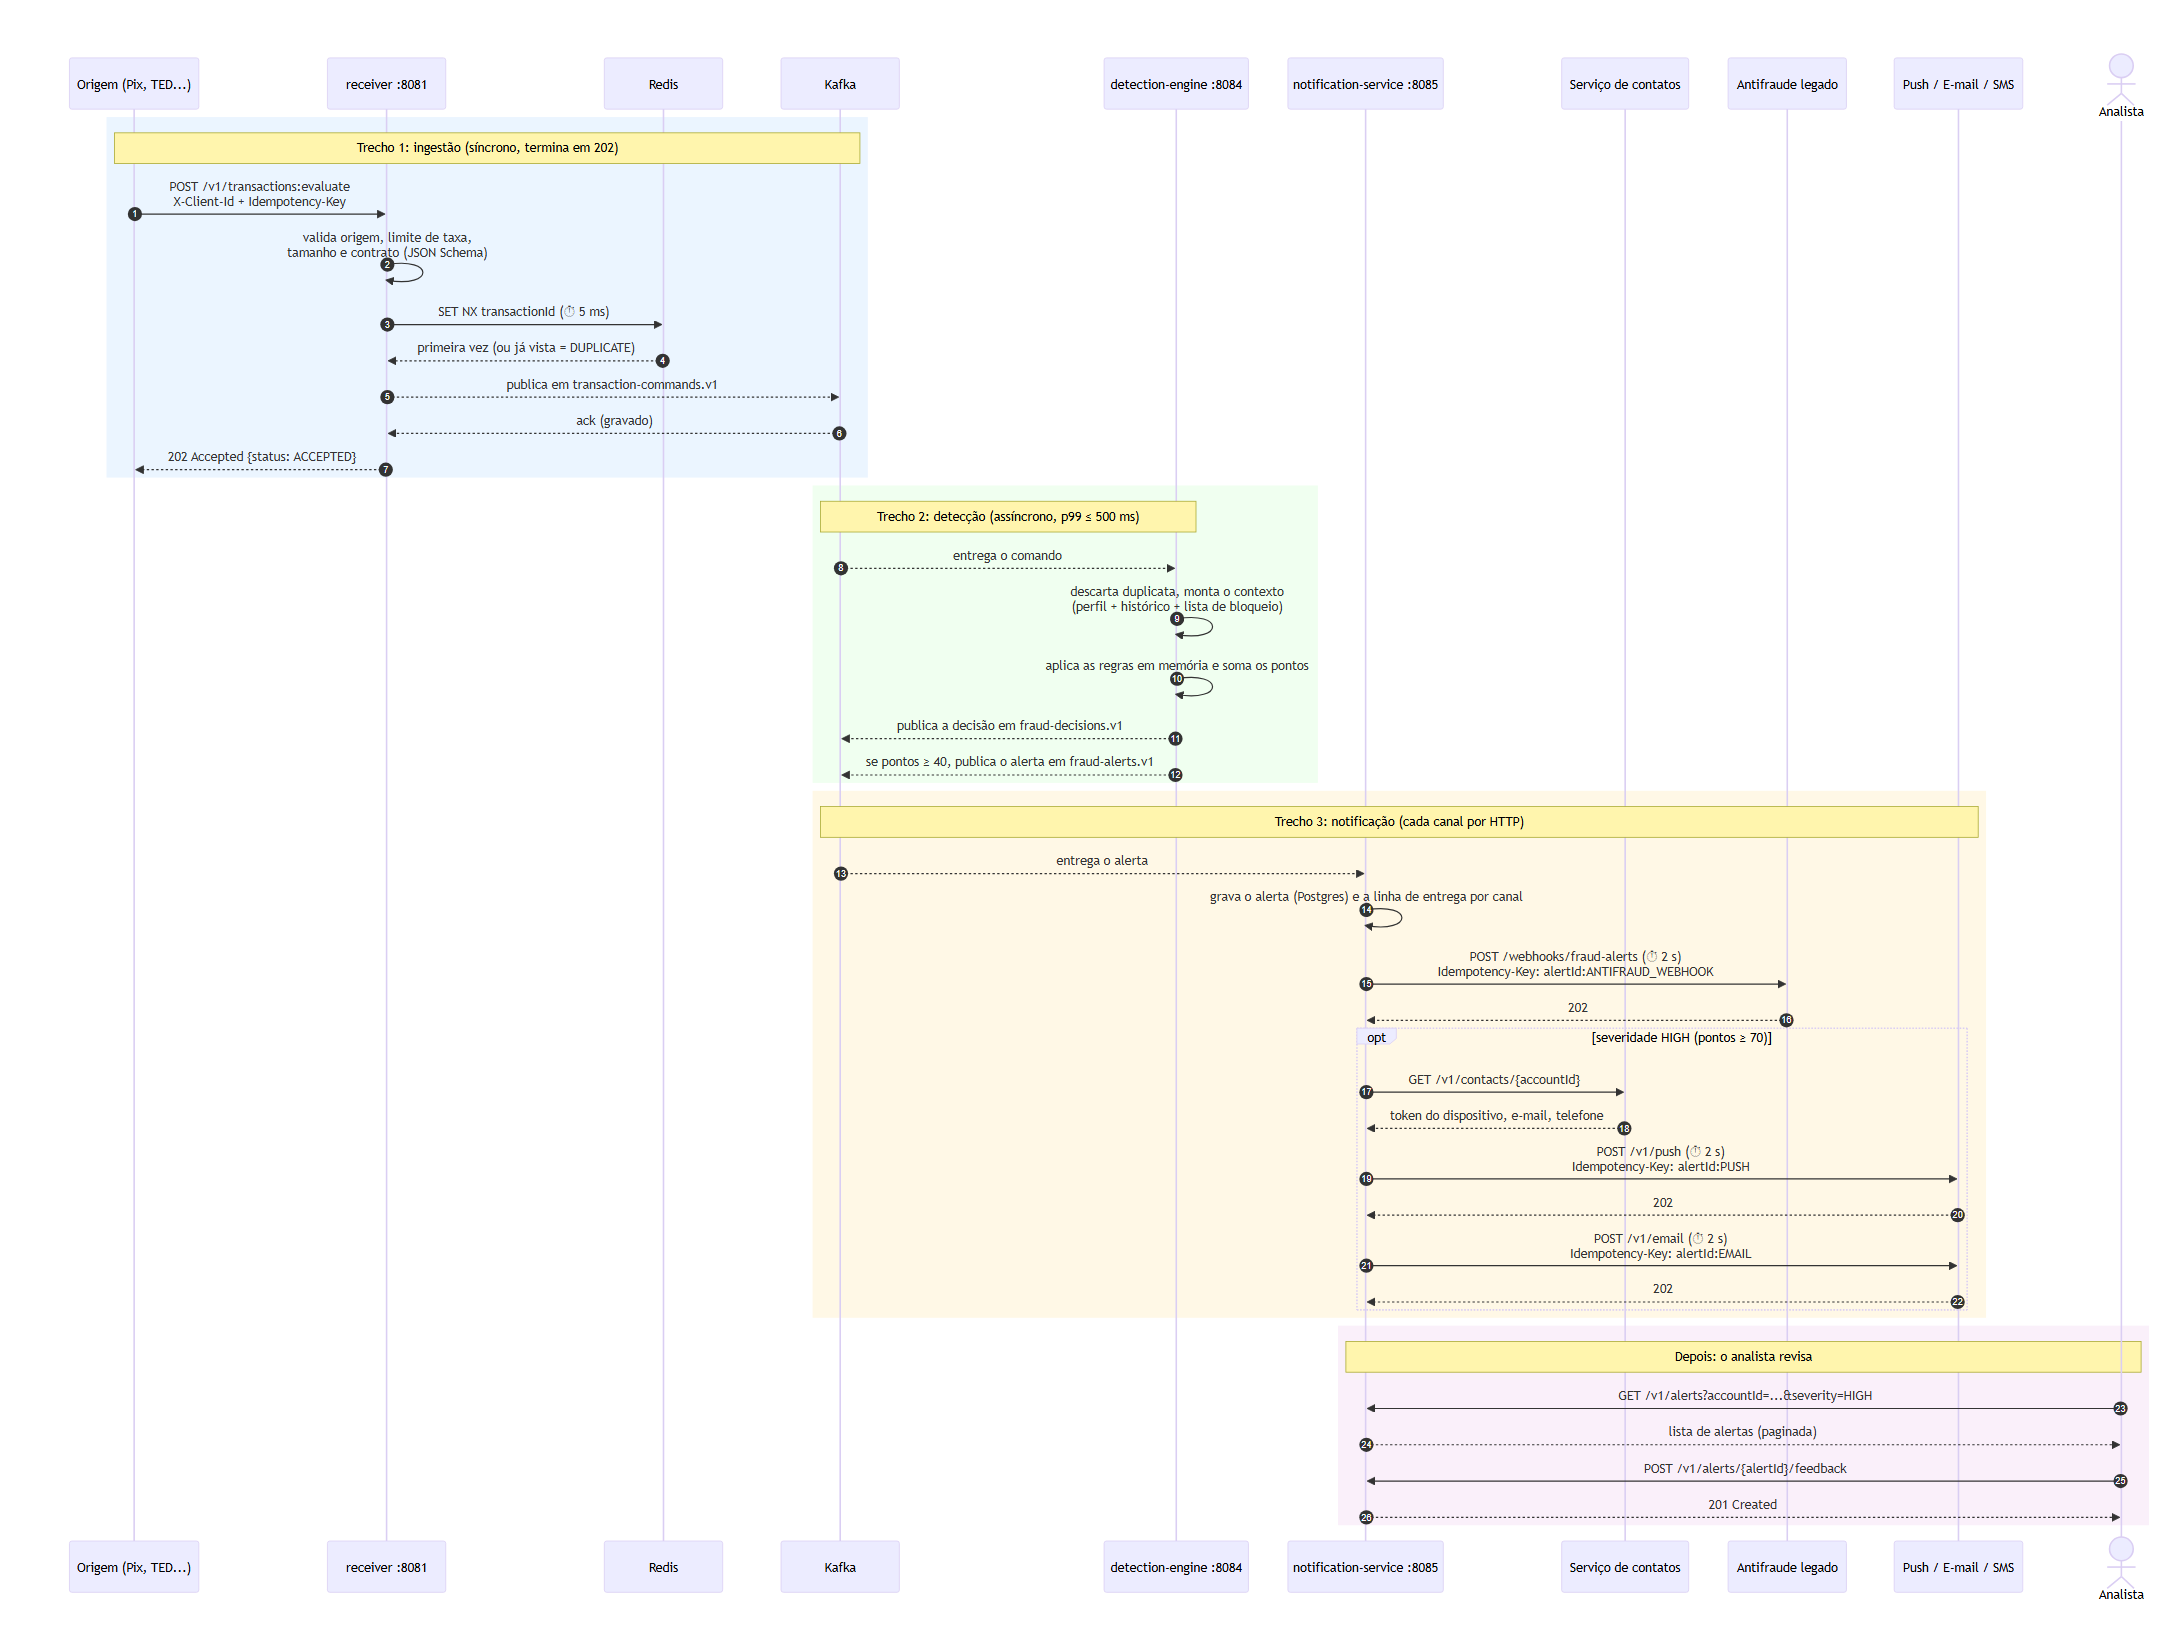 Origem (Pix, TED...)
receiver :8081
Redis
Kafka
detection-engine :8084
notification-service :8085
Serviço de contatos
Antifraude legado
Push / E-mail / SMS
Analista
Trecho 1: ingestão (síncrono, termina em 202)
POST /v1/transactions:evaluate
X-Client-Id + Idempotency-Key
1
valida origem, limite de taxa,
tamanho e contrato (JSON Schema)
2
SET NX transactionId (⏱ 5 ms)
3
primeira vez (ou já vista = DUPLICATE)
4
publica em transaction-commands.v1
5
ack (gravado)
6
202 Accepted {status: ACCEPTED}
7
Trecho 2: detecção (assíncrono, p99 ≤ 500 ms)
entrega o comando
8
descarta duplicata, monta o contexto
(perfil + histórico + lista de bloqueio)
9
aplica as regras em memória e soma os pontos
10
publica a decisão em fraud-decisions.v1
11
se pontos ≥ 40, publica o alerta em fraud-alerts.v1
12
Trecho 3: notificação (cada canal por HTTP)
entrega o alerta
13
grava o alerta (Postgres) e a linha de entrega por canal
14
POST /webhooks/fraud-alerts (⏱ 2 s)
Idempotency-Key: alertId:ANTIFRAUD_WEBHOOK
15
202
16
opt
[severidade HIGH (pontos ≥ 70)]
GET /v1/contacts/{accountId}
17
token do dispositivo, e-mail, telefone
18
POST /v1/push (⏱ 2 s)
Idempotency-Key: alertId:PUSH
19
202
20
POST /v1/email (⏱ 2 s)
Idempotency-Key: alertId:EMAIL
21
202
22
Depois: o analista revisa
GET /v1/alerts?accountId=...&severity=HIGH
23
lista de alertas (paginada)
24
POST /v1/alerts/{alertId}/feedback
25
201 Created
26
Origem (Pix, TED...)
receiver :8081
Redis
Kafka
detection-engine :8084
notification-service :8085
Serviço de contatos
Antifraude legado
Push / E-mail / SMS
Analista